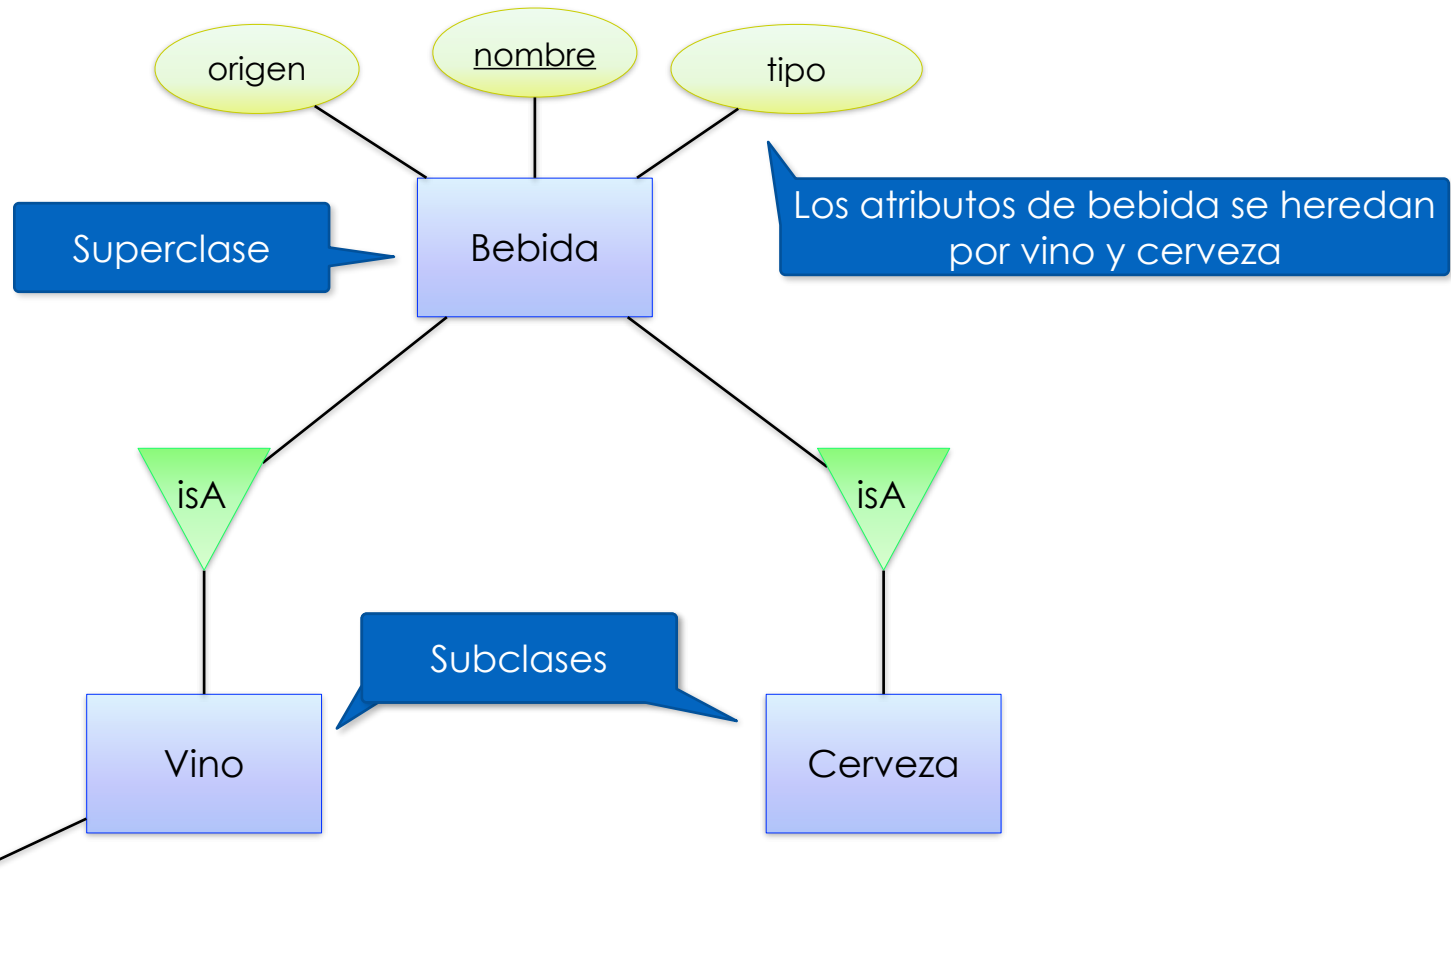 origen
nombre
tipo
Superclase
Bebida
Los atributos de bebida se heredan
por vino y cerveza
isA
isA
Subclases
Vino
Cerveza